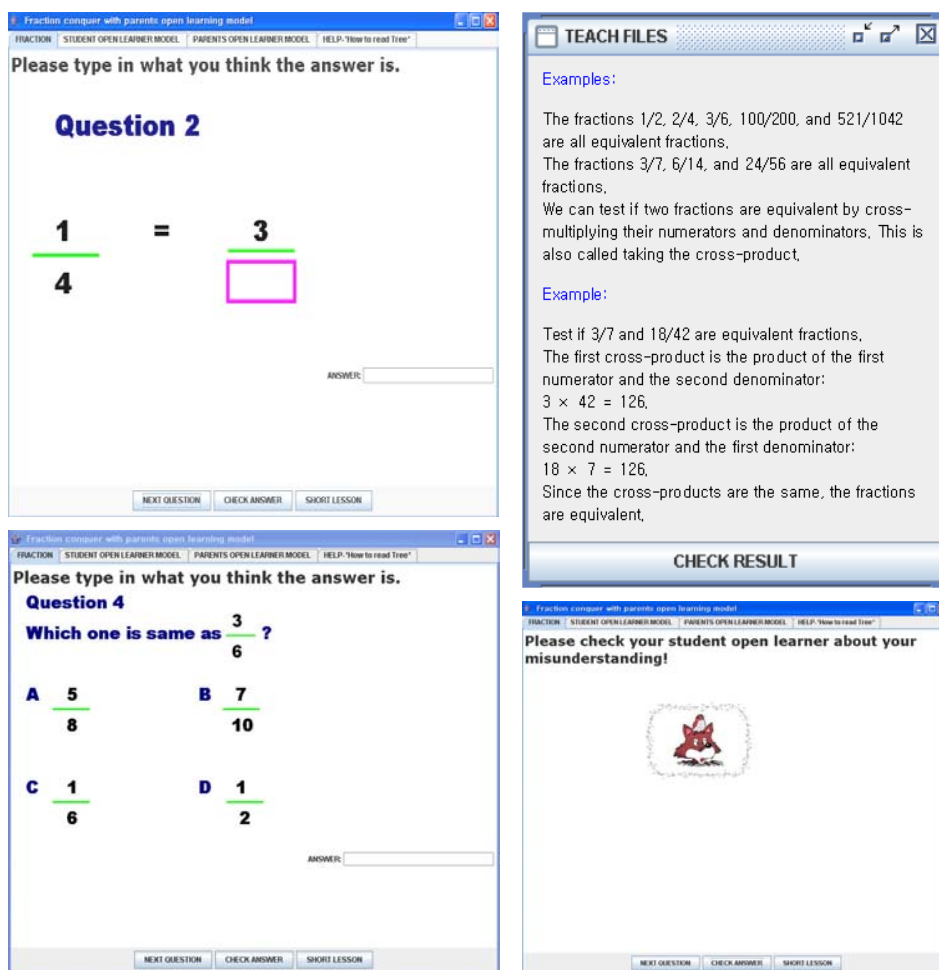 Fraction conquer with parents open learning model
FRACTION STUDENT OPEN LEARNER MODEL PARENTS OPEN LEARNER MODEL HELP-"How to read Tree"
Please type in what you think the answer is.
Question 2
1 = 3
4
ANSWER:
NEXT QUESTION CHECK ANSWER SHORT LESSON
TEACH FILES
Examples:
The fractions 1/2, 2/4, 3/6, 100/200, and 521/1042
are all equivalent fractions,
The fractions 3/7, 6/14, and 24/56 are all equivalent
fractions,
We can test if two fractions are equivalent by cross-
multiplying their numerators and denominators, This is
also called taking the cross-product,
Example:
Test if 3/7 and 18/42 are equivalent fractions,
The first cross-product is the product of the first
numerator and the second denominator:
3 × 42 = 126,
The second cross-product is the product of the
second numerator and the first denominator:
18 × 7 = 126,
Since the cross-products are the same, the fractions
are equivalent,
CHECK RESULT
Fraction conquer with parents open learning model
FRACTION STUDENT OPEN LEARNER MODEL PARENTS OPEN LEARNER MODEL HELP-"How to read Tree"
Please type in what you think the answer is.
Question 4
Which one is same as 3 ?
6
A 5 B 7
8 10
C 1 D 1
6 2
ANSWER:
NEXT QUESTION CHECK ANSWER SHORT LESSON
Fraction conquer with parents open learning model
FRACTION STUDENT OPEN LEARNER MODEL PARENTS OPEN LEARNER MODEL HELP-"How to read Tree"
Please check your student open learner about your
misunderstanding!
NEXT QUESTION CHECK ANSWER SHORT LESSON